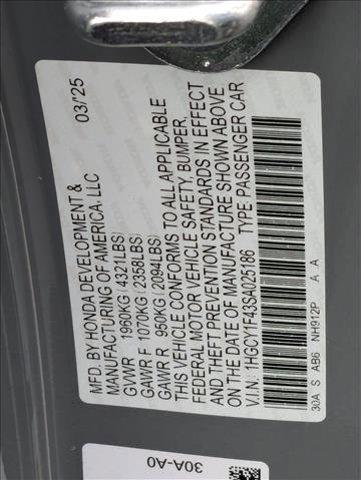 MFD. BY HONDA DEVELOPMENT & 03/25
MANUFACTURING OF AMERICA, LLC
GVWR 1960KG(4321LBS)
GAWR F 1070KG(2358LBS)
GAWR R 950KG(2094LBS)
THIS VEHICLE CONFORMS TO ALL APPLICABLE
FEDERAL MOTOR VEHICLE SAFETY, BUMPER,
AND THEFT PREVENTION STANDARDS IN EFFECT
ON THE DATE OF MANUFACTURE SHOWN ABOVE
V.I.N.: 1HGCY1F43SA025186 TYPE: PASSENGER CAR
30A S AB6 NH912P A A
30A-A0